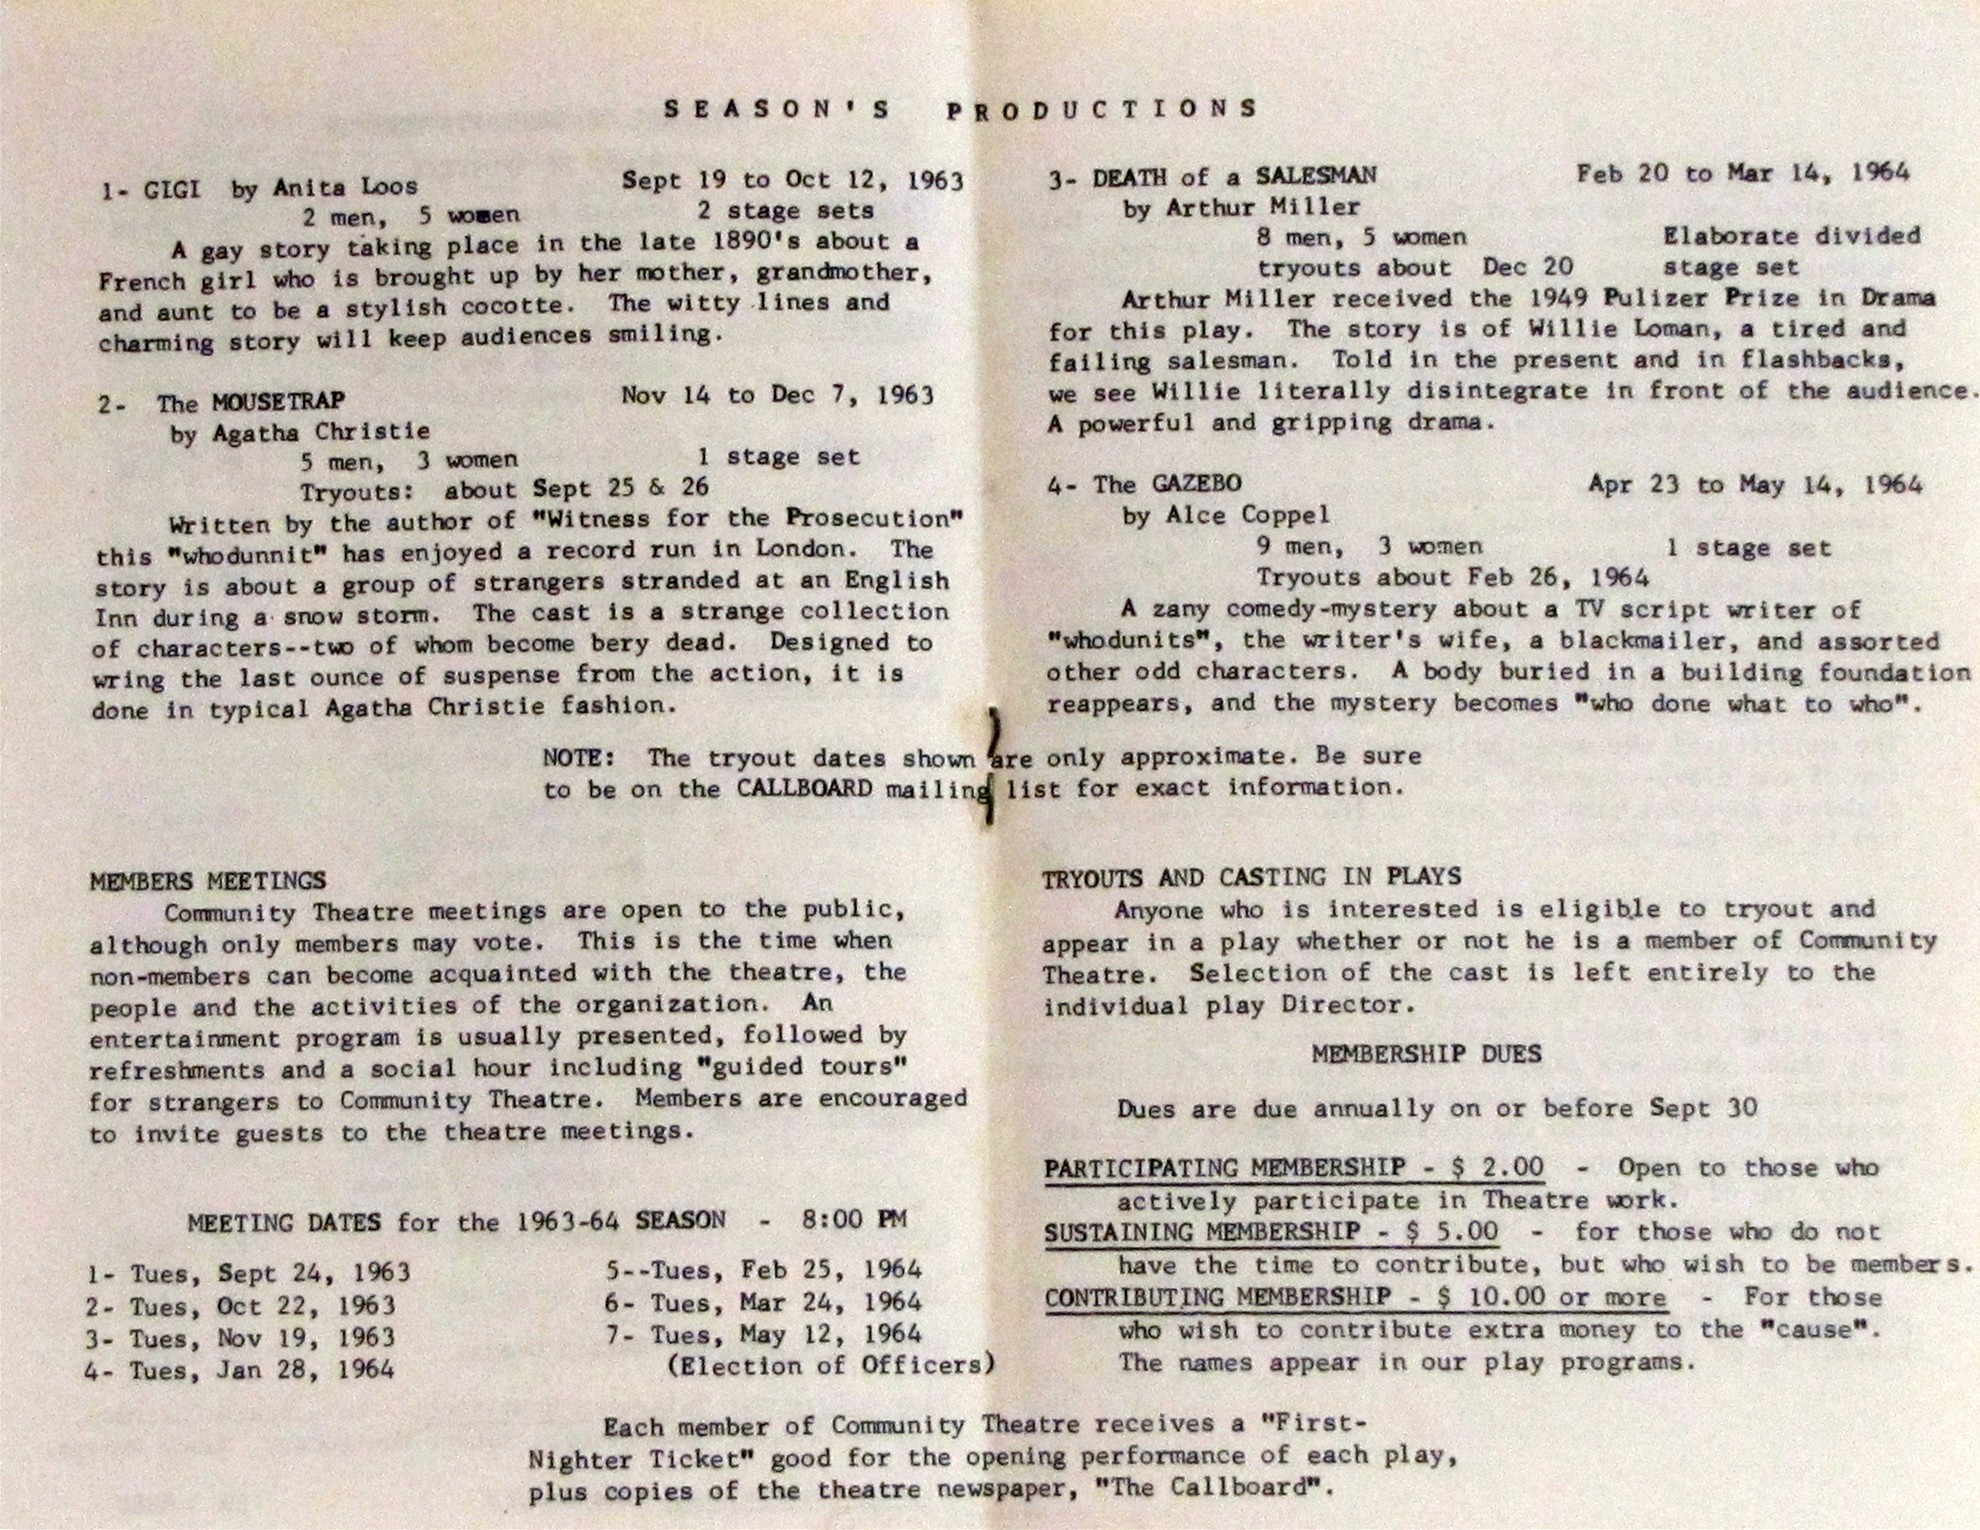 SEASON'S PRODUCTIONS
1- GIGI by Anita Loos Sept 19 to Oct 12, 1963
2 men, 5 women 2 stage sets
A gay story taking place in the late 1890's about a
French girl who is brought up by her mother, grandmother,
and aunt to be a stylish cocotte. The witty lines and
charming story will keep audiences smiling.
2- The MOUSETRAP Nov 14 to Dec 7, 1963
by Agatha Christie
5 men, 3 women 1 stage set
Tryouts: about Sept 25 & 26
Written by the author of "Witness for the Prosecution"
this "whodunnit" has enjoyed a record run in London. The
story is about a group of strangers stranded at an English
Inn during a snow storm. The cast is a strange collection
of characters--two of whom become bery dead. Designed to
wring the last ounce of suspense from the action, it is
done in typical Agatha Christie fashion.
3- DEATH of a SALESMAN Feb 20 to Mar 14, 1964
by Arthur Miller
8 men, 5 women Elaborate divided
tryouts about Dec 20 stage set
Arthur Miller received the 1949 Pulizer Prize in Drama
for this play. The story is of Willie Loman, a tired and
failing salesman. Told in the present and in flashbacks,
we see Willie literally disintegrate in front of the audience.
A powerful and gripping drama.
4- The GAZEBO Apr 23 to May 14, 1964
by Alce Coppel
9 men, 3 women 1 stage set
Tryouts about Feb 26, 1964
A zany comedy-mystery about a TV script writer of
"whodunits", the writer's wife, a blackmailer, and assorted
other odd characters. A body buried in a building foundation
reappears, and the mystery becomes "who done what to who".
NOTE: The tryout dates shown are only approximate. Be sure
to be on the CALLBOARD mailing list for exact information.
MEMBERS MEETINGS
Community Theatre meetings are open to the public,
although only members may vote. This is the time when
non-members can become acquainted with the theatre, the
people and the activities of the organization. An
entertainment program is usually presented, followed by
refreshments and a social hour including "guided tours"
for strangers to Community Theatre. Members are encouraged
to invite guests to the theatre meetings.
MEETING DATES for the 1963-64 SEASON - 8:00 PM
1- Tues, Sept 24, 1963
2- Tues, Oct 22, 1963
3- Tues, Nov 19, 1963
4- Tues, Jan 28, 1964
5--Tues, Feb 25, 1964
6- Tues, Mar 24, 1964
7- Tues, May 12, 1964
(Election of Officers)
TRYOUTS AND CASTING IN PLAYS
Anyone who is interested is eligible to tryout and
appear in a play whether or not he is a member of Community
Theatre. Selection of the cast is left entirely to the
individual play Director.
MEMBERSHIP DUES
Dues are due annually on or before Sept 30
PARTICIPATING MEMBERSHIP - $ 2.00 - Open to those who
actively participate in Theatre work.
SUSTAINING MEMBERSHIP - $ 5.00 - for those who do not
have the time to contribute, but who wish to be members.
CONTRIBUTING MEMBERSHIP - $ 10.00 or more - For those
who wish to contribute extra money to the "cause".
The names appear in our play programs.
Each member of Community Theatre receives a "First-
Nighter Ticket" good for the opening performance of each play,
plus copies of the theatre newspaper, "The Callboard".